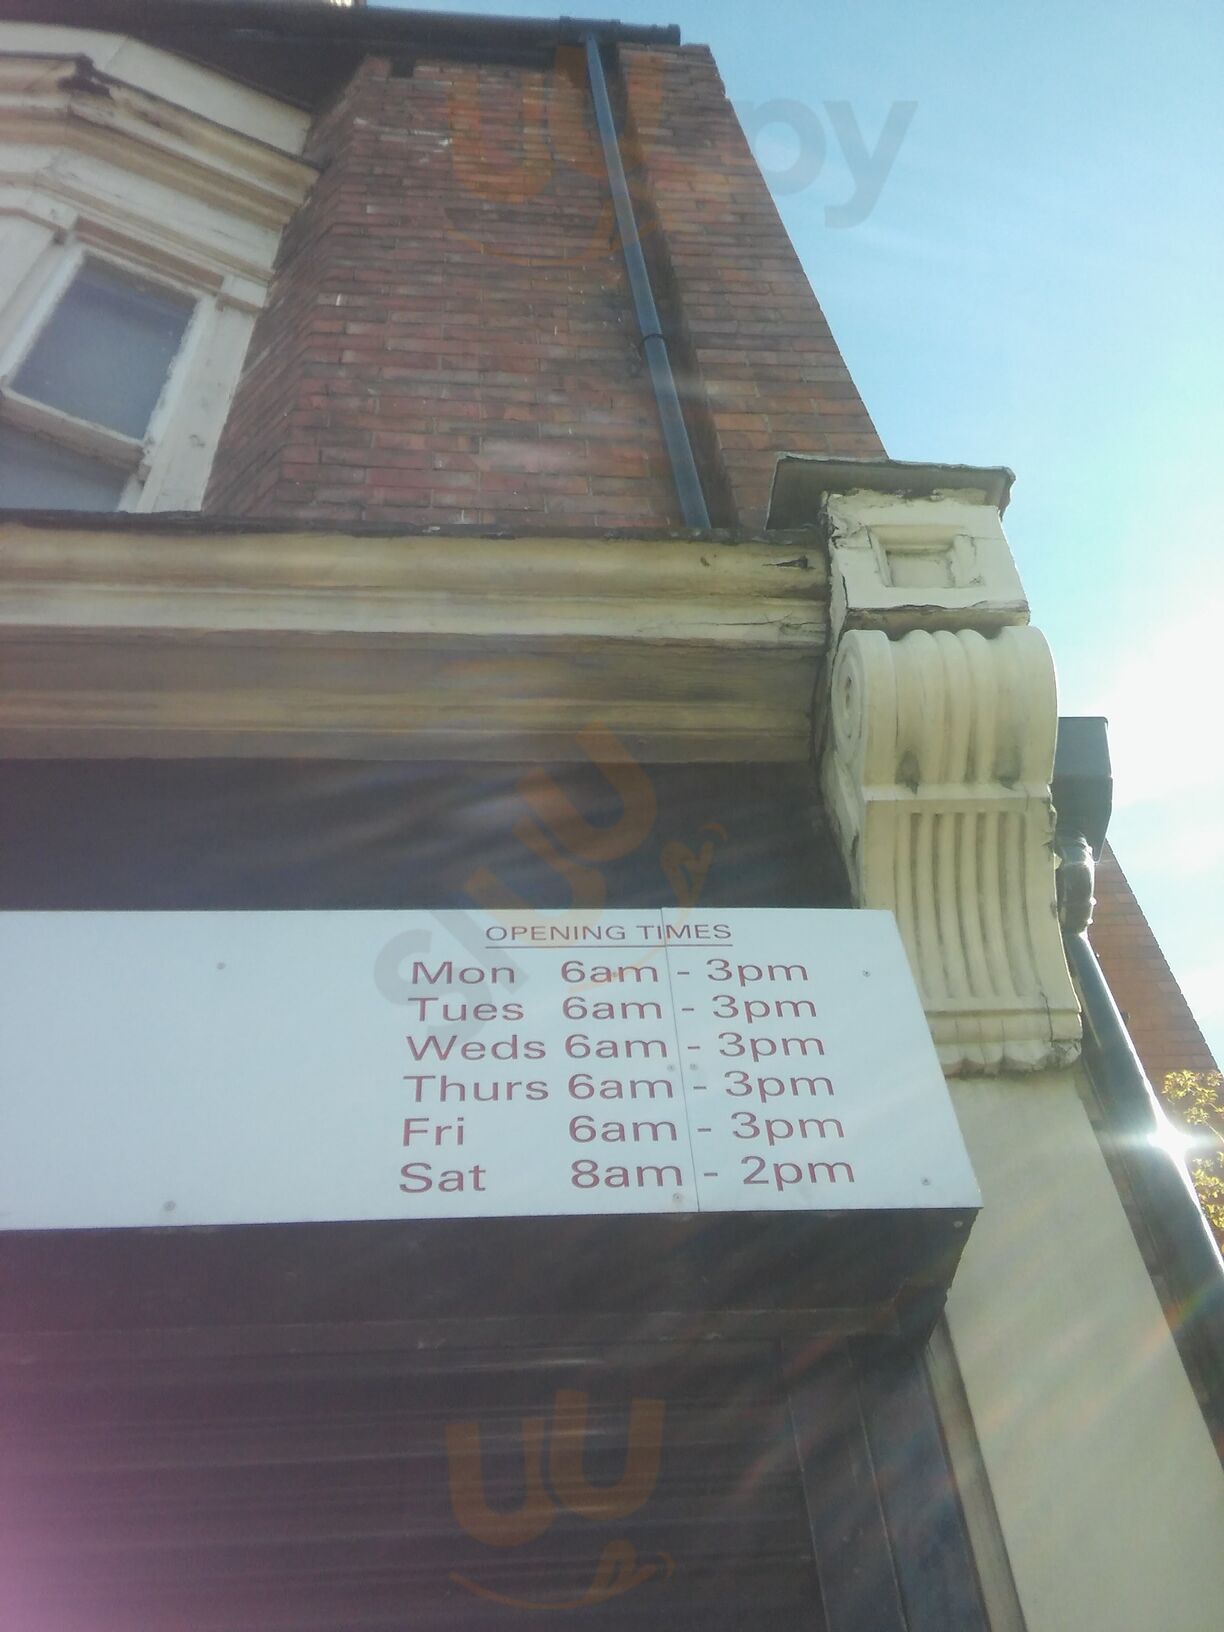 OPENING TIMES
Mon 6am - 3pm
Tues 6am - 3pm
Weds 6am - 3pm
Thurs 6am - 3pm
Fri 6am - 3pm
Sat 8am - 2pm